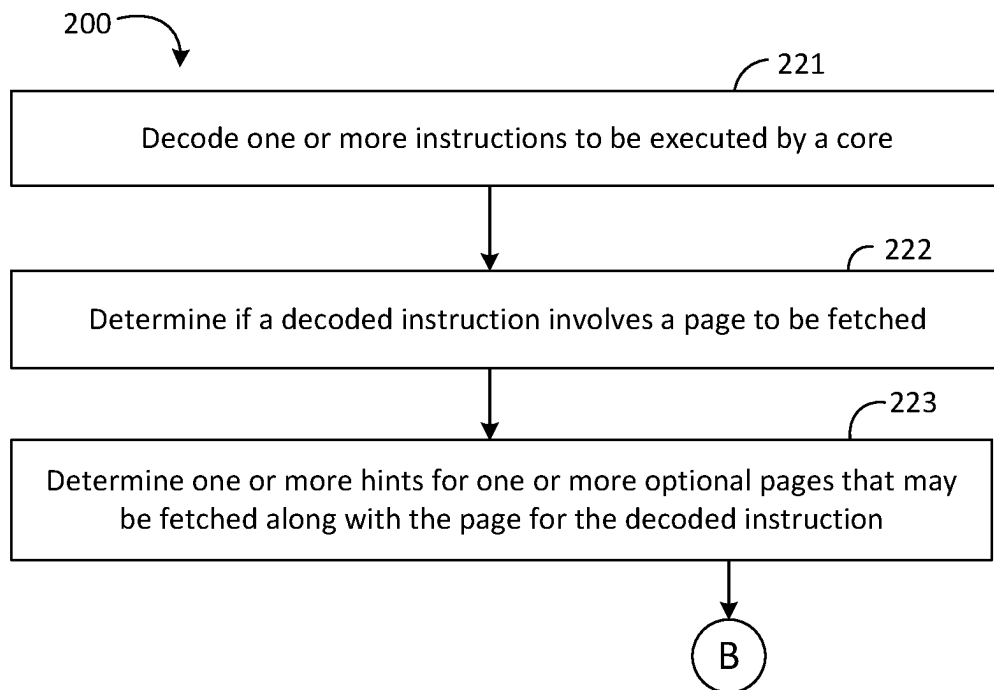 200
221
Decode one or more instructions to be executed by a core
222
Determine if a decoded instruction involves a page to be fetched
223
Determine one or more hints for one or more optional pages that may
be fetched along with the page for the decoded instruction
B